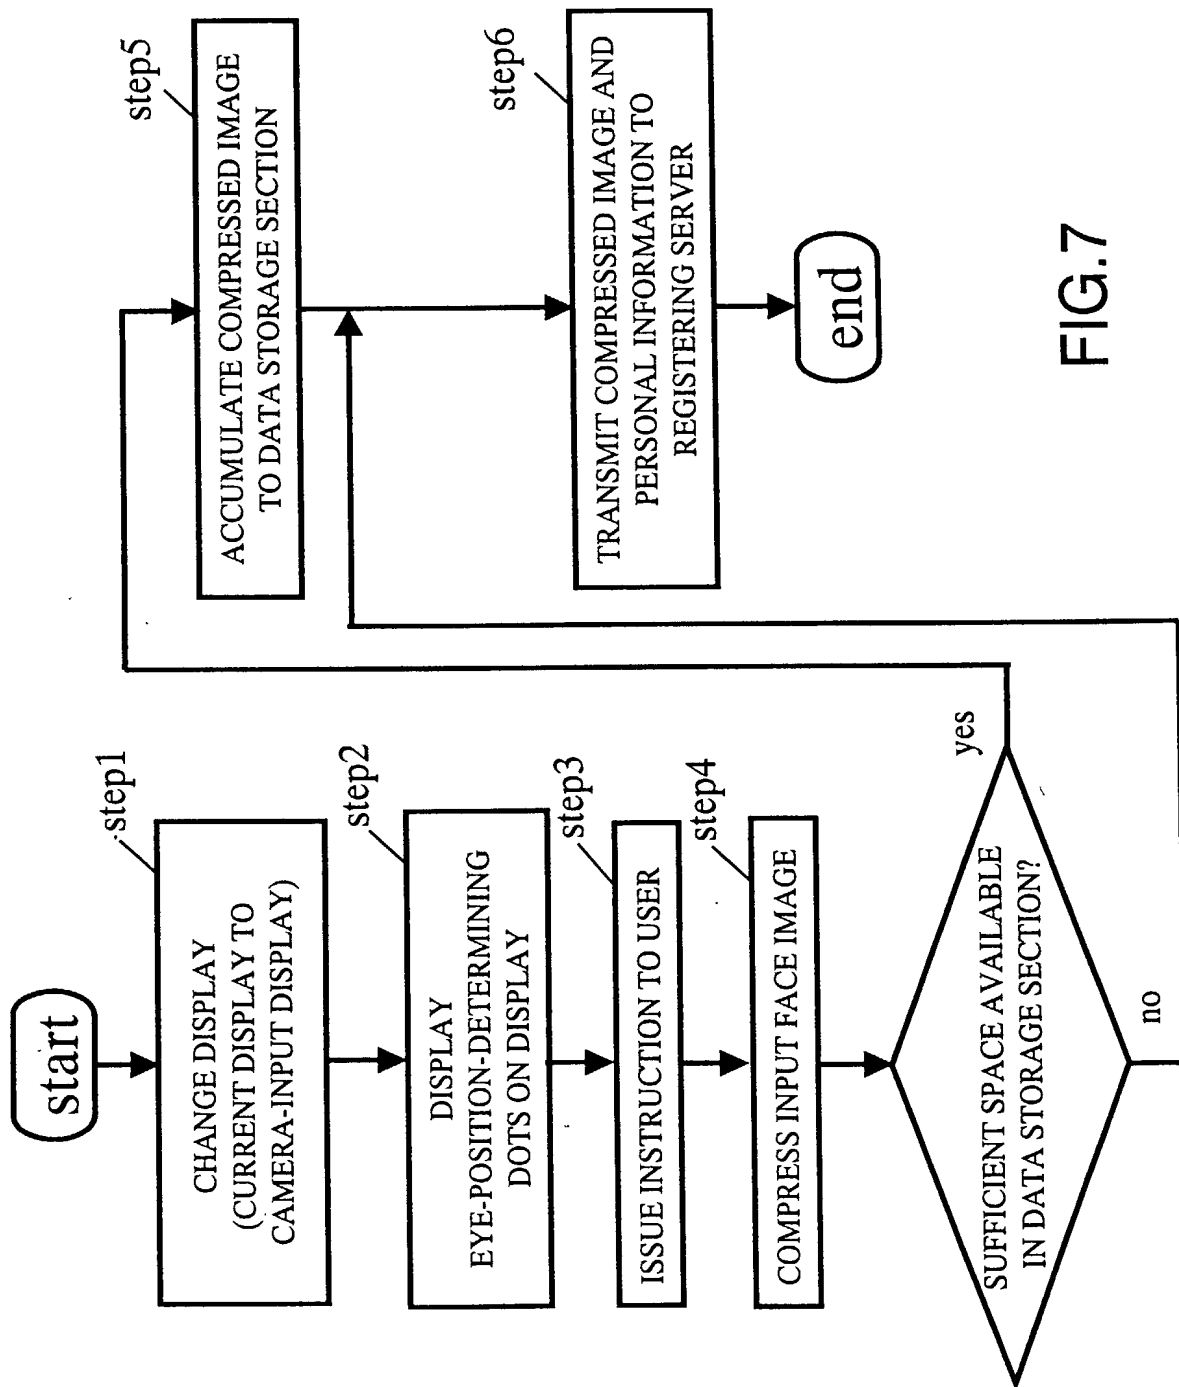 start
step1
CHANGE DISPLAY
(CURRENT DISPLAY TO
CAMERA-INPUT DISPLAY)
step2
DISPLAY
EYE-POSITION-DETERMINING
DOTS ON DISPLAY
step3
ISSUE INSTRUCTION TO USER
step4
COMPRESS INPUT FACE IMAGE
SUFFICIENT SPACE AVAILABLE
IN DATA STORAGE SECTION?
yes
no
step5
ACCUMULATE COMPRESSED IMAGE
TO DATA STORAGE SECTION
step6
TRANSMIT COMPRESSED IMAGE AND
PERSONAL INFORMATION TO
REGISTERING SERVER
end
FIG.7